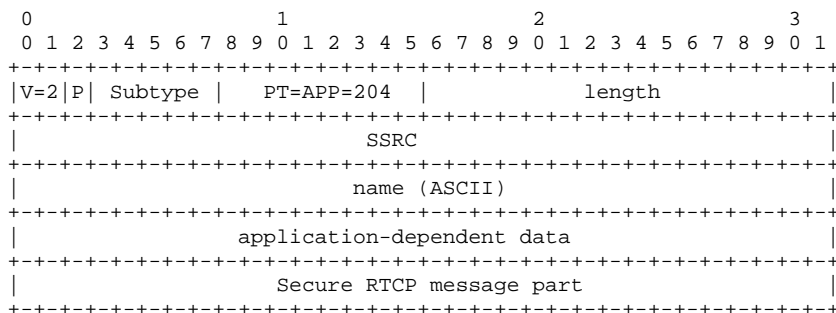 0                   1                   2                   3
0 1 2 3 4 5 6 7 8 9 0 1 2 3 4 5 6 7 8 9 0 1 2 3 4 5 6 7 8 9 0 1
+-+-+-+-+-+-+-+-+-+-+-+-+-+-+-+-+-+-+-+-+-+-+-+-+-+-+-+-+-+-+-+-+
|V=2|P| Subtype |   PT=APP=204  |            length             |
+-+-+-+-+-+-+-+-+-+-+-+-+-+-+-+-+-+-+-+-+-+-+-+-+-+-+-+-+-+-+-+-+
|                             SSRC                              |
+-+-+-+-+-+-+-+-+-+-+-+-+-+-+-+-+-+-+-+-+-+-+-+-+-+-+-+-+-+-+-+-+
|                          name (ASCII)                         |
+-+-+-+-+-+-+-+-+-+-+-+-+-+-+-+-+-+-+-+-+-+-+-+-+-+-+-+-+-+-+-+-+
|                 application-dependent data                    |
+-+-+-+-+-+-+-+-+-+-+-+-+-+-+-+-+-+-+-+-+-+-+-+-+-+-+-+-+-+-+-+-+
|                    Secure RTCP message part                   |
+-+-+-+-+-+-+-+-+-+-+-+-+-+-+-+-+-+-+-+-+-+-+-+-+-+-+-+-+-+-+-+-+